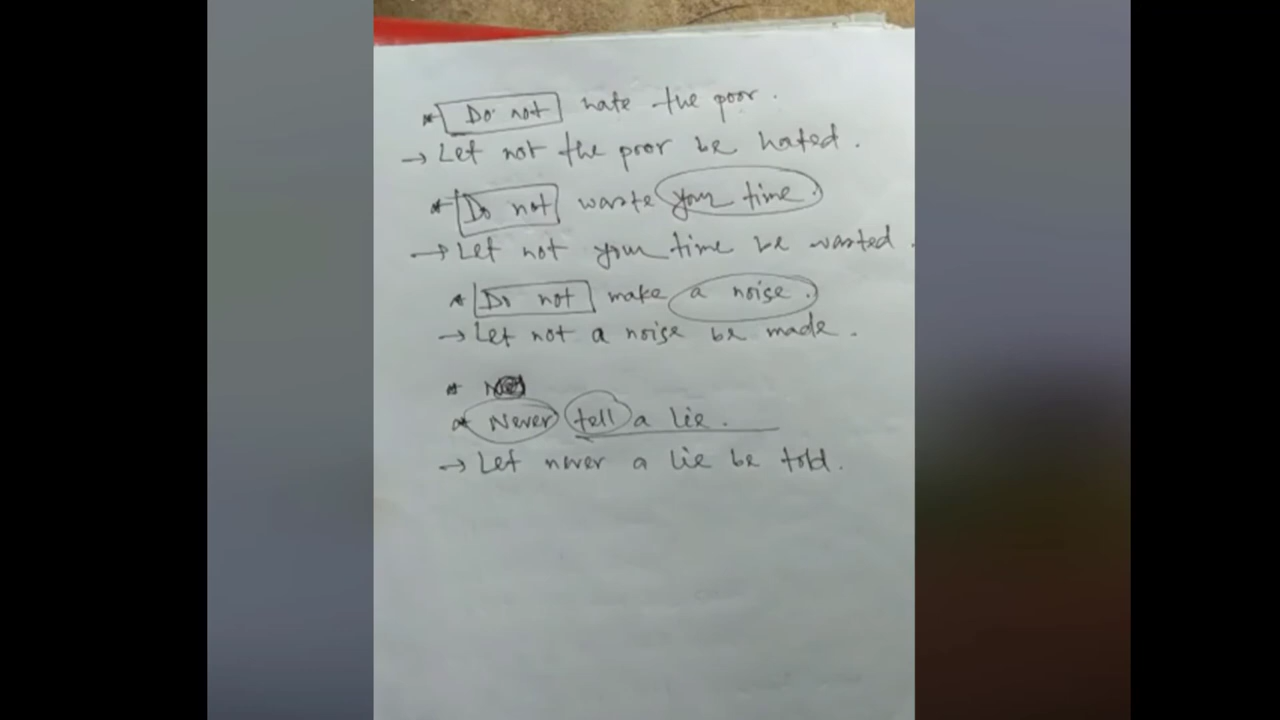 * Do not hate the poor.
→ Let not the poor be hated.
* Do not waste your time.
→ Let not your time be wasted.
* Do not make a noise.
→ Let not a noise be made.
*
* Never tell a lie.
→ Let never a lie be told.